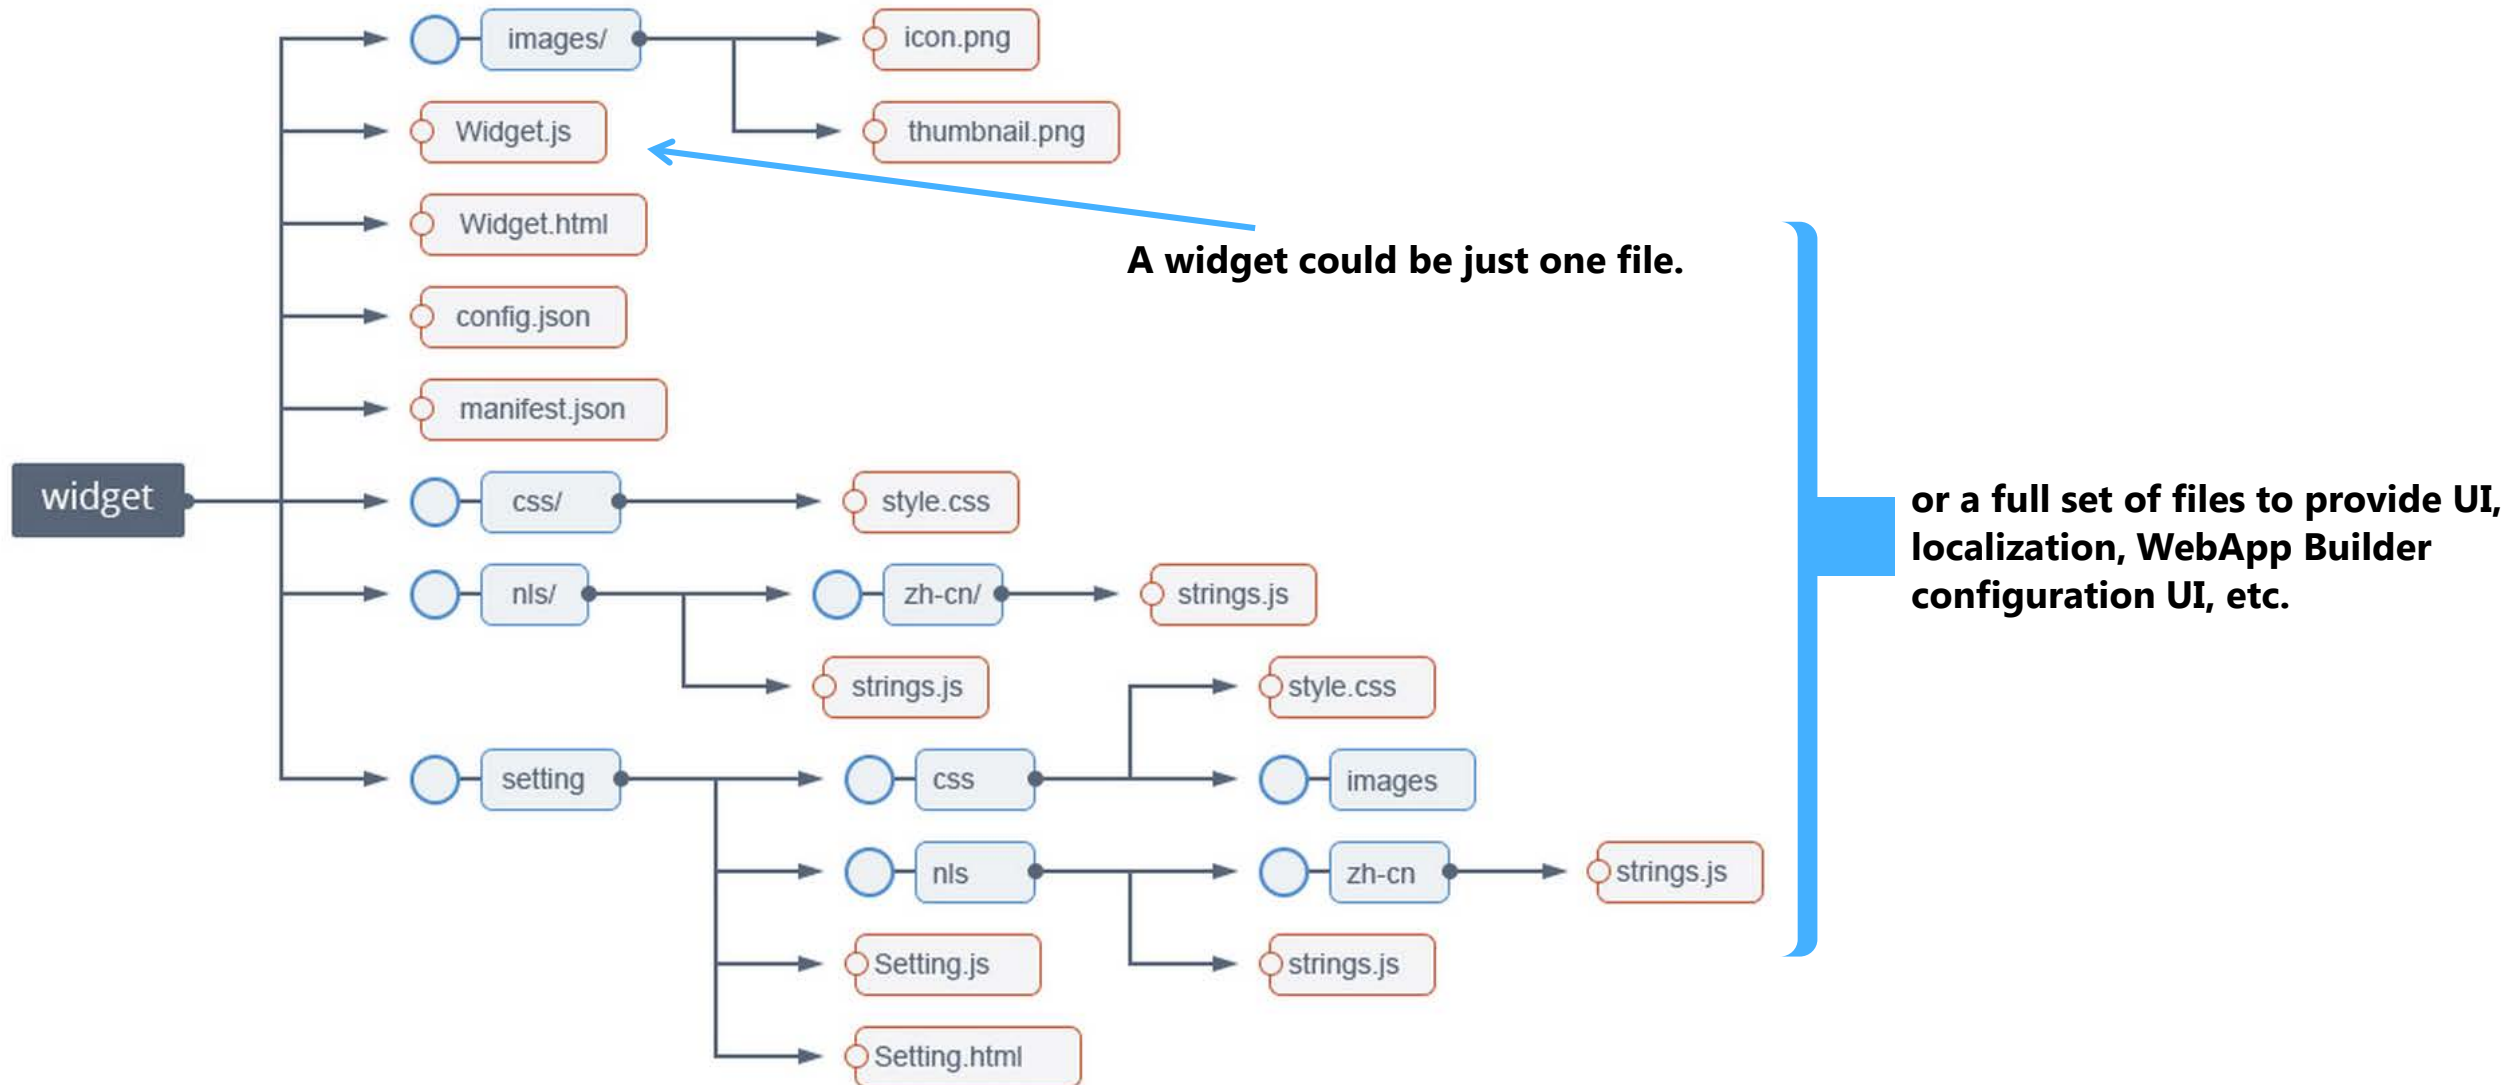 images/
icon.png
Widget.js
thumbnail.png
Widget.html
A widget could be just one file.
config.json
manifest.json
widget
css/
style.css
or a full set of files to provide UI,
localization, WebApp Builder
configuration UI, etc.
nls/
zh-cn/
strings.js
strings.js
style.css
setting
css
images
nls
zh-cn
strings.js
Setting.js
strings.js
Setting.html